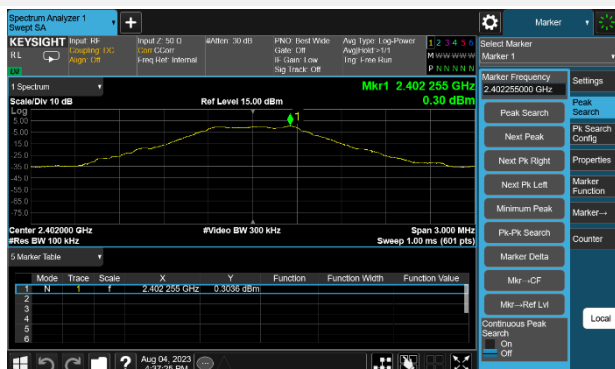 Spectrum Analyzer 1
Swept SA
+
Marker
KEYSIGHT
Input: RF
Input Z: 50 Ω
#Atten: 30 dB
PNO: Best Wide
Avg Type: Log-Power
1 2 3 4 5 6
RL
Coupling: DC
Corr CCorr
Gate: Off
Avg|Hold:>1/1
M W W W W W
Align: Off
Freq Ref: Internal
IF Gain: Low
Trig: Free Run
Sig Track: Off
P N N N N N
Select Marker
Marker 1
1 Spectrum
Mkr1 2.402 255 GHz
Scale/Div 10 dB
Ref Level 15.00 dBm
0.30 dBm
Log
5.00
1
-15.0
-25.0
-35.0
-45.0
-55.0
-65.0
-75.0
Center 2.402000 GHz
#Video BW 300 kHz
Span 3.000 MHz
#Res BW 100 kHz
Sweep 1.00 ms (601 pts)
5 Marker Table
Mode Trace Scale X Y Function Function Width Function Value
1 N 1 f 2.402 255 GHz 0.3036 dBm
2
3
4
5
6
Marker Frequency
2.402255000 GHz
Peak Search
Next Peak
Next Pk Right
Next Pk Left
Minimum Peak
Pk-Pk Search
Marker Delta
Mkr→CF
Mkr→Ref Lvl
Continuous Peak
Search
On
Off
Settings
Peak
Search
Pk Search
Config
Properties
Marker
Function
Marker→
Counter
Local
?
Aug 04, 2023
4:37:25 PM